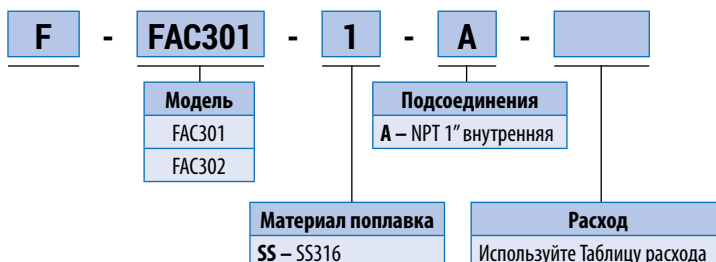 F - FAC301 - 1 - A -
Модель
FAC301
FAC302
Подсоединения
A – NPT 1” внутренняя
Материал поплавка
SS – SS316
Расход
Используйте Таблицу расхода